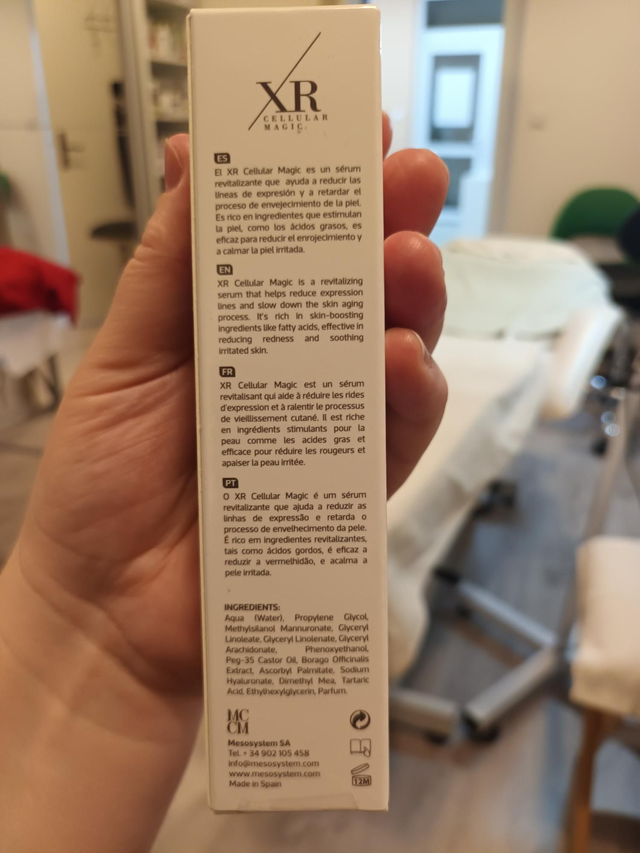 XR
CELLULAR
MAGIC
ES
El XR Cellular Magic es un sérum
revitalizante que ayuda a reducir las
líneas de expresión y a retardar el
proceso de envejecimiento de la piel.
Es rico en ingredientes que estimulan
la piel, como los ácidos grasos, es
eficaz para reducir el enrojecimiento y
a calmar la piel irritada.
EN
XR Cellular Magic is a revitalizing
serum that helps reduce expression
lines and slow down the skin aging
process. It's rich in skin-boosting
ingredients like fatty acids, effective in
reducing redness and soothing
irritated skin.
FR
XR Cellular Magic est un sérum
revitalisant qui aide à réduire les rides
d'expression et à ralentir le processus
de vieillissement cutané. Il est riche
en ingrédients stimulants pour la
peau comme les acides gras et
efficace pour réduire les rougeurs et
apaiser la peau irritée.
PT
O XR Cellular Magic é um sérum
revitalizante que ajuda a reduzir as
linhas de expressão e retarda o
processo de envelhecimento da pele.
É rico em ingredientes revitalizantes,
tais como ácidos gordos, é eficaz a
reduzir a vermelhidão, e acalma a
pele irritada.
INGREDIENTS:
Aqua (Water), Propylene Glycol,
Methylsilanol Mannuronate, Glyceryl
Linoleate, Glyceryl Linolenate, Glyceryl
Arachidonate, Phenoxyethanol,
Peg-35 Castor Oil, Borago Officinalis
Extract, Ascorbyl Palmitate, Sodium
Hyaluronate, Dimethyl Mea, Tartaric
Acid, Ethylhexylglycerin, Parfum.
MC
CM
Mesosystem SA
Tel. + 34 902 105 458
info@mesosystem.com
www.mesosystem.com
Made in Spain
12M